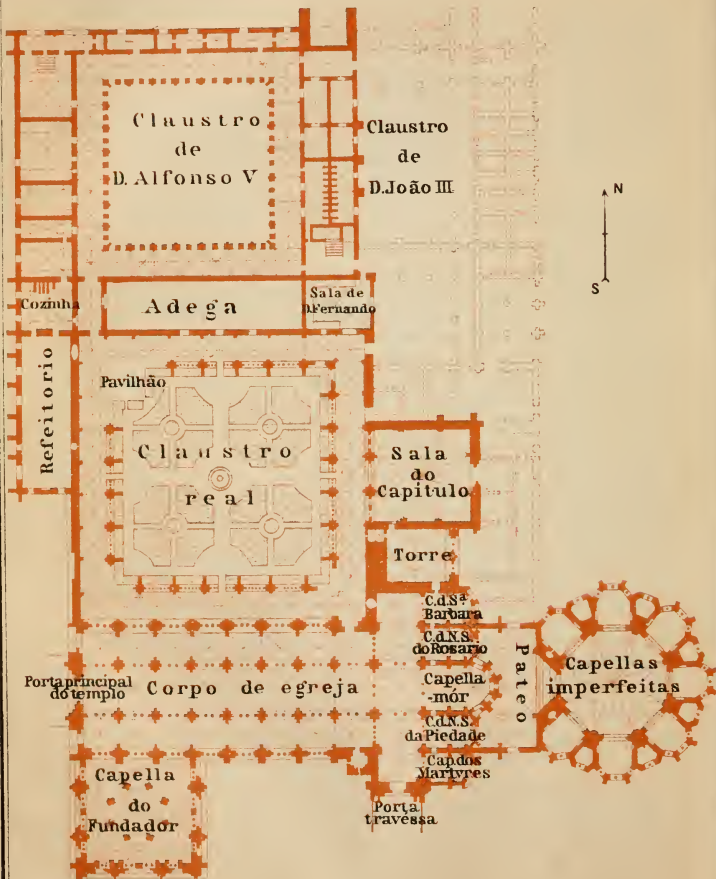 Claustro
de
D. Alfonso V
Claustro
de
D. João III
N
S
Cozinha
Adega
Sala de
D. Fernando
Refeitorio
Pavilhão
Claustro
real
Sala
do
Capitulo
Torre
C.d.Sª
Barbara
C.d.N.S.
do Rosario
Capella
-mór
C.d.N.S.
da Piedade
Cap.dos
Martyres
Pateo
Capellas
imperfeitas
Porta principal
do templo
Corpo de egreja
Capella
do
Fundador
Porta
travessa